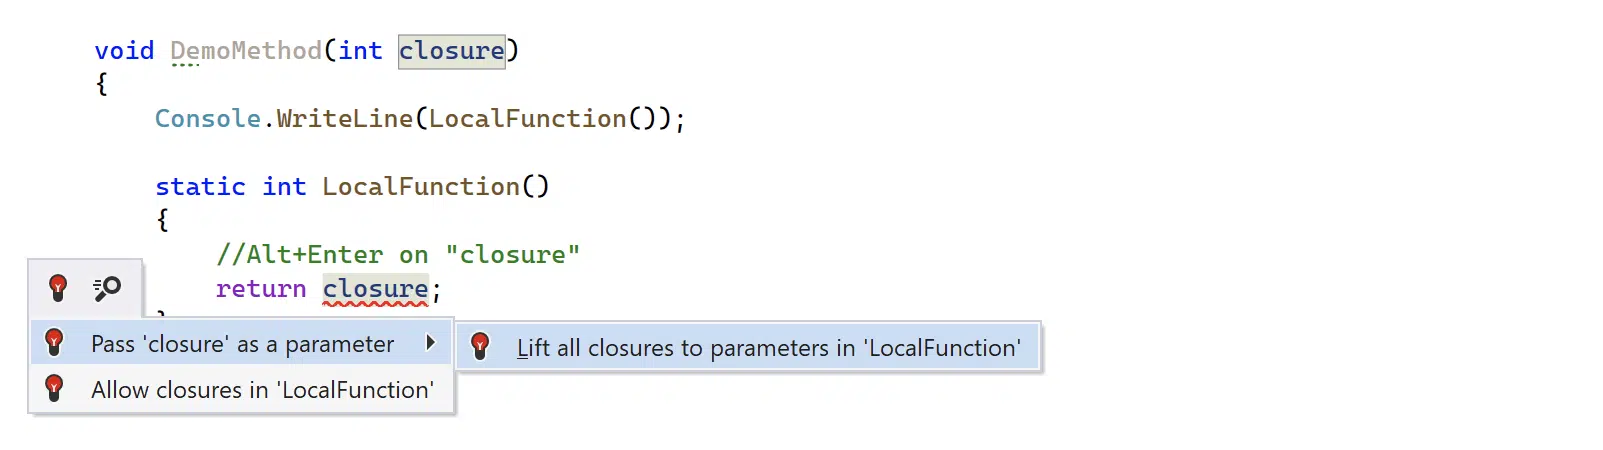 void DemoMethod(int closure)
{
Console.WriteLine(LocalFunction());
static int LocalFunction()
{
//Alt+Enter on "closure"
return closure;
Pass 'closure' as a parameter
Lift all closures to parameters in 'LocalFunction'
Allow closures in 'LocalFunction'